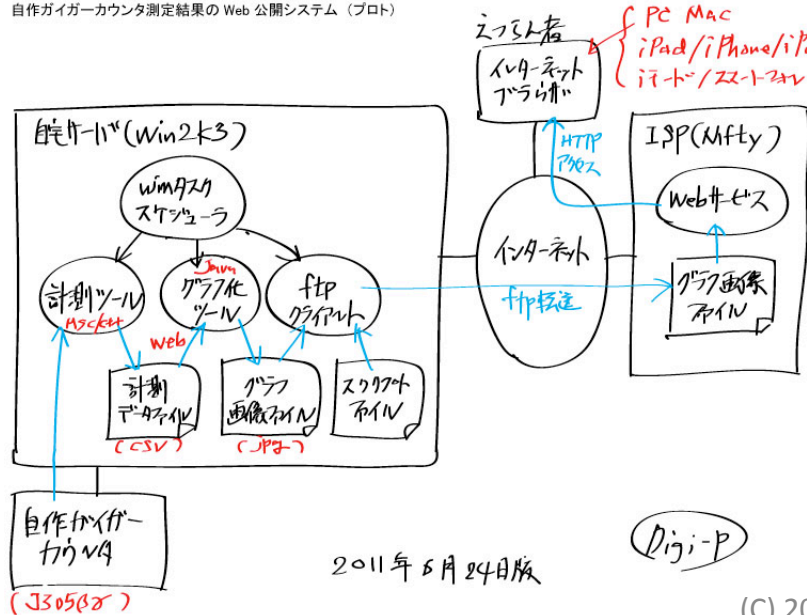 自作ガイガーカウンタ測定結果の Web 公開システム（プロト）
えつらん者
PC Mac
iPad/iPhone/iP
スマートフォン
インターネット
ブラウザ
自宅サーバ(Win2k3)
ISP(Nifty)
HTTP
アクセス
Winタスク
スケジューラ
Webサービス
インターネット
計測ツール
Java
グラフ化
ツール
ftp
クライアント
ftp転送
グラフ画像
ファイル
Web
計測
データファイル
(CSV)
グラフ
画像ファイル
(jpg)
スクリプト
ファイル
自作ガイガー
カウンタ
(J305βγ)
2011年6月24日版
Digi-P
(C) 20